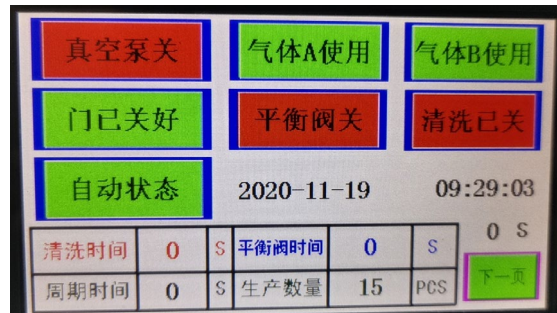 真空泵关 气体A使用 气体B使用
门已关好 平衡阀关 清洗已关
自动状态 2020-11-19 09:29:03
0 S
清洗时间 0 S 平衡阀时间 0 S
周期时间 0 S 生产数量 15 PCS
下一页